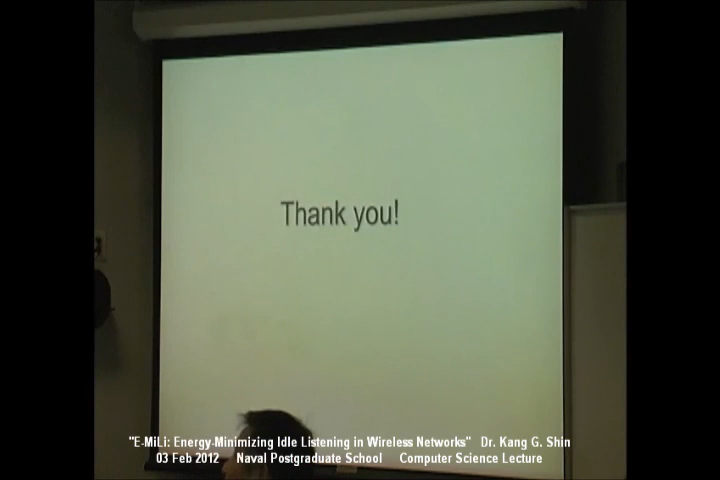 Thank you!
"E-MiLi: Energy-Minimizing Idle Listening in Wireless Networks" Dr. Kang G. Shin
03 Feb 2012 Naval Postgraduate School Computer Science Lecture